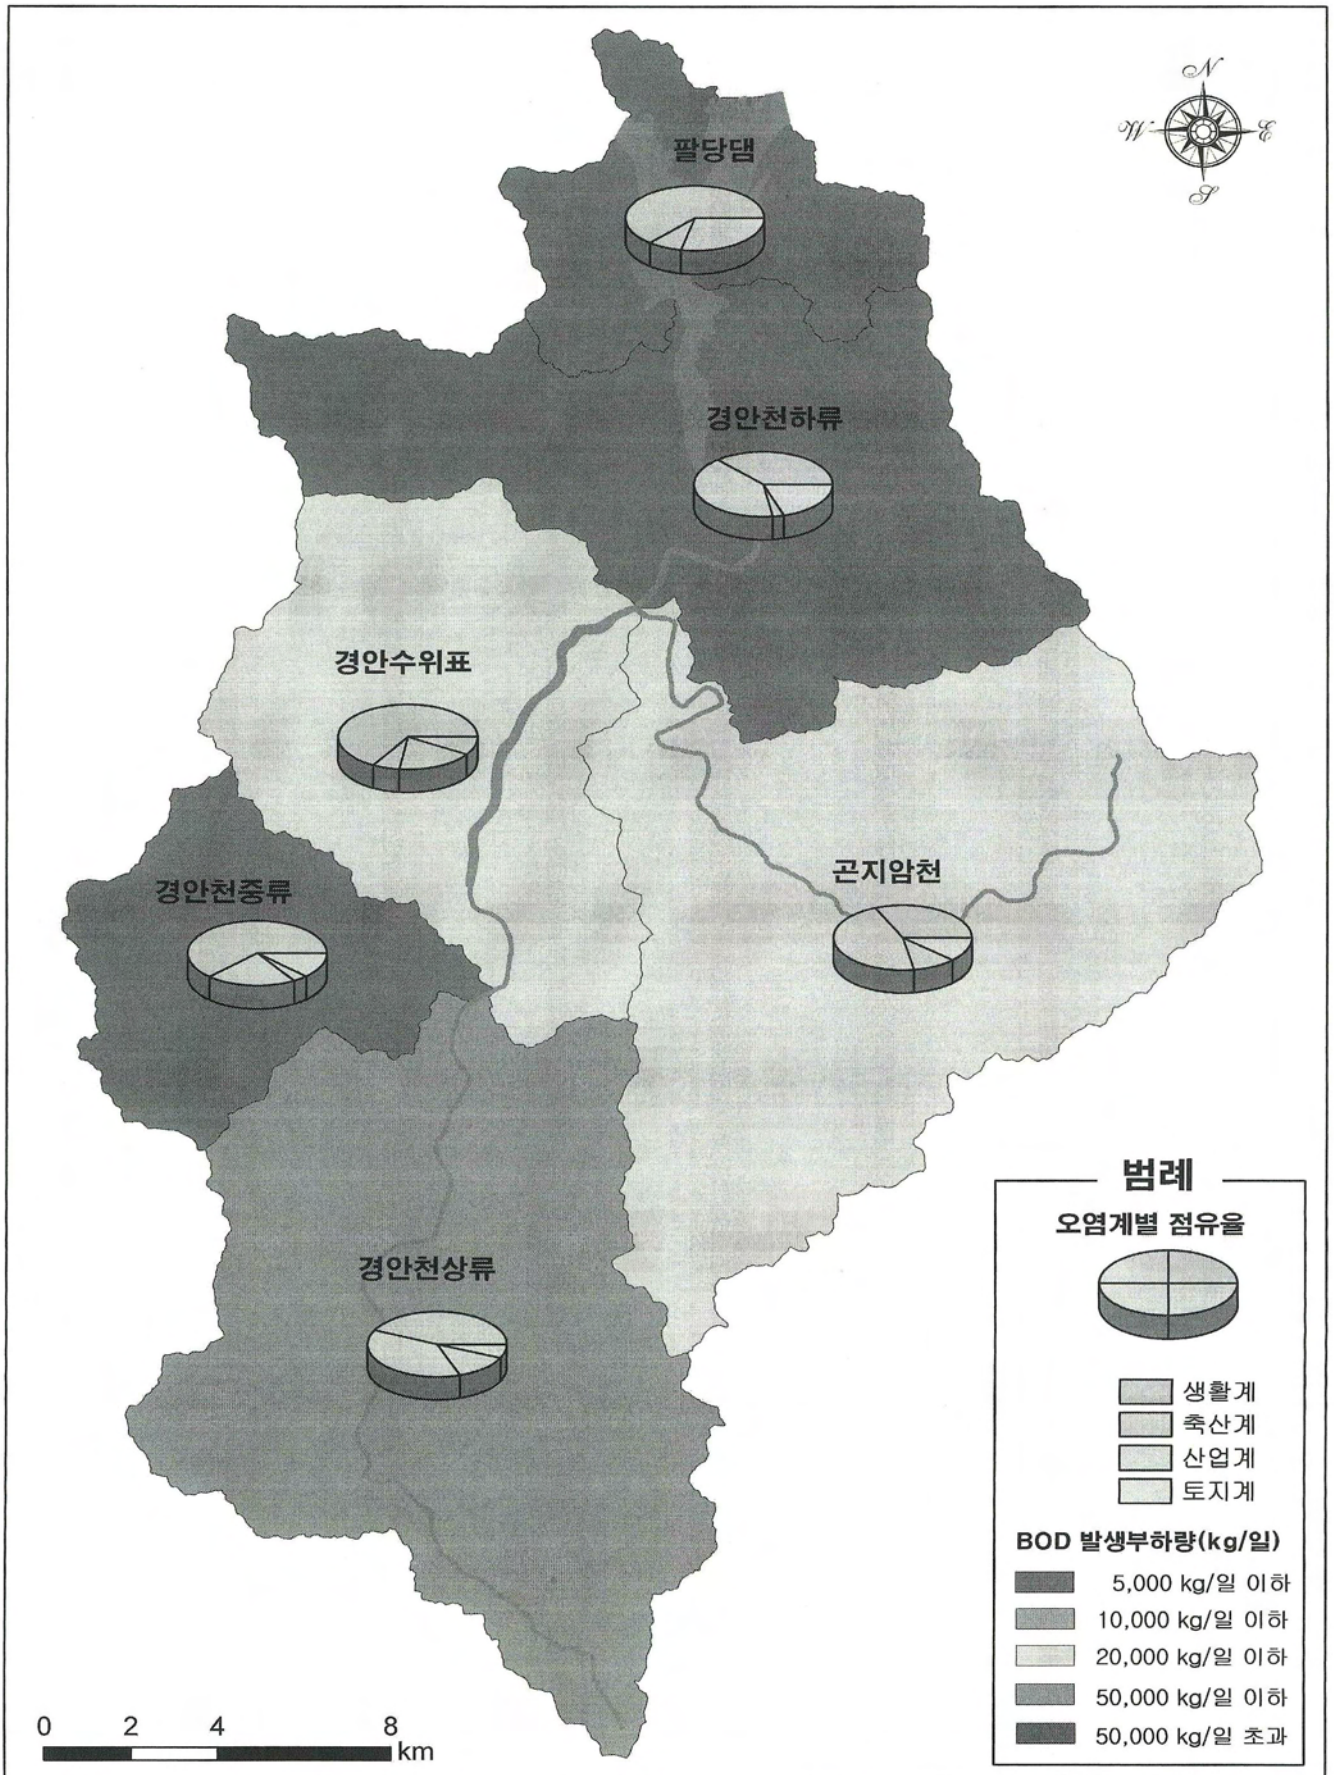 N
W
E
S
팔당댐
경안천하류
경안수위표
경안천중류
곤지암천
경안천상류
범례
오염계별 점유율
생활계
축산계
산업계
토지계
BOD 발생부하량(kg/일)
5,000 kg/일 이하
10,000 kg/일 이하
20,000 kg/일 이하
50,000 kg/일 이하
50,000 kg/일 초과
0 2 4 8
km